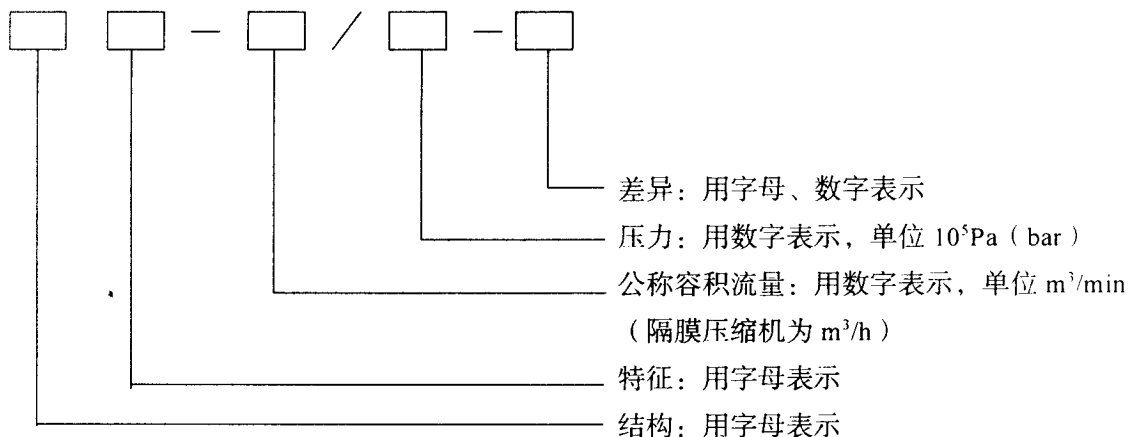 — / —
差异：用字母、数字表示
压力：用数字表示，单位 10⁵Pa（bar）
公称容积流量：用数字表示，单位 m³/min
（隔膜压缩机为 m³/h）
特征：用字母表示
结构：用字母表示